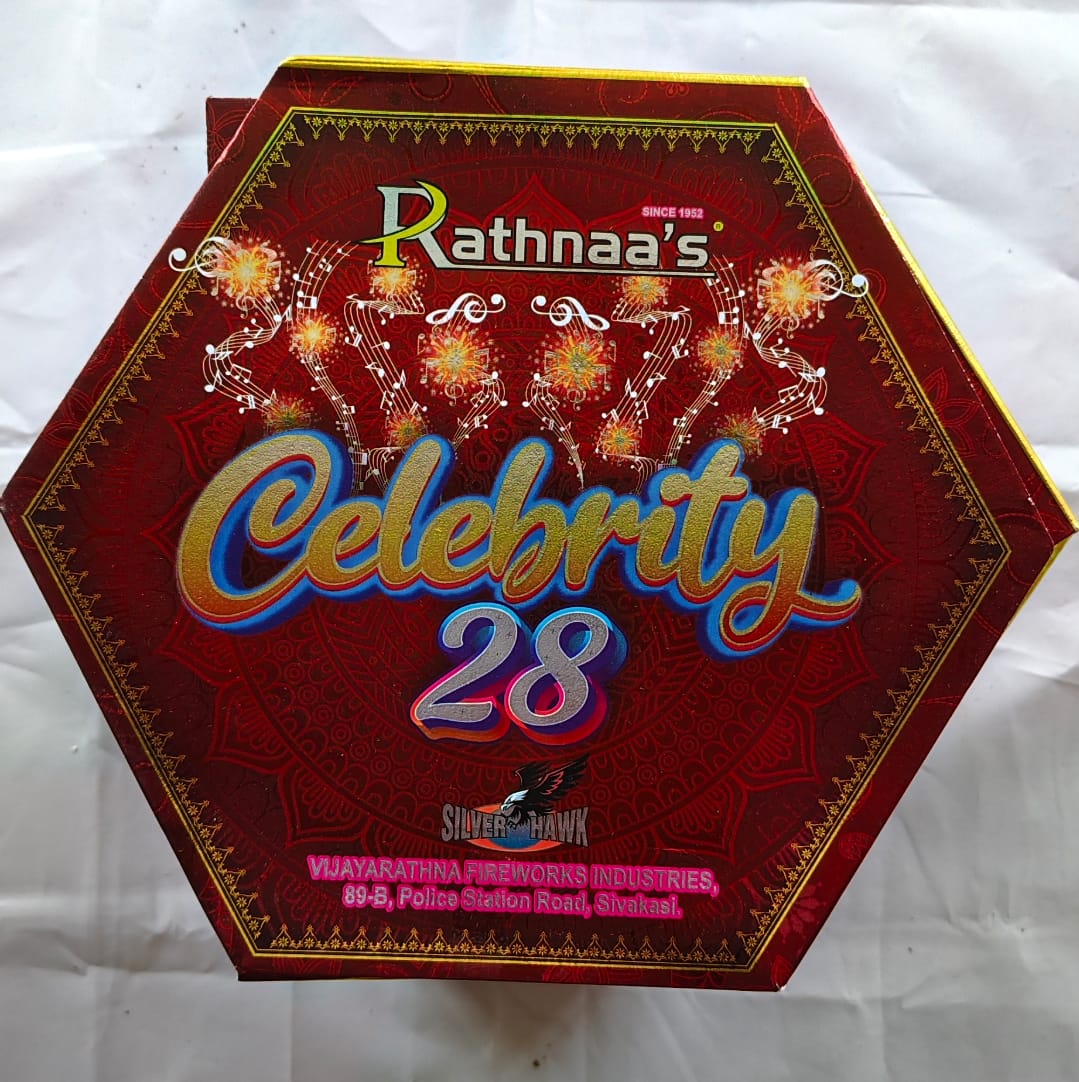 SINCE 1952
Rathnaa's
Celebrity
28
SILVER HAWK
VIJAYARATHNA FIREWORKS INDUSTRIES,
89-B, Police Station Road, Sivakasi.